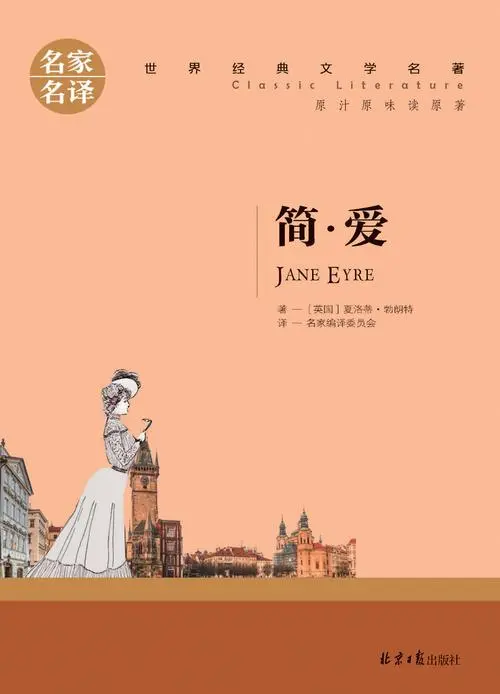 名家
名译
世界经典文学名著
Classic Literature
原汁原味读原著
简·爱
JANE EYRE
著 — [英国] 夏洛蒂·勃朗特
译 — 名家编译委员会
北京日报出版社